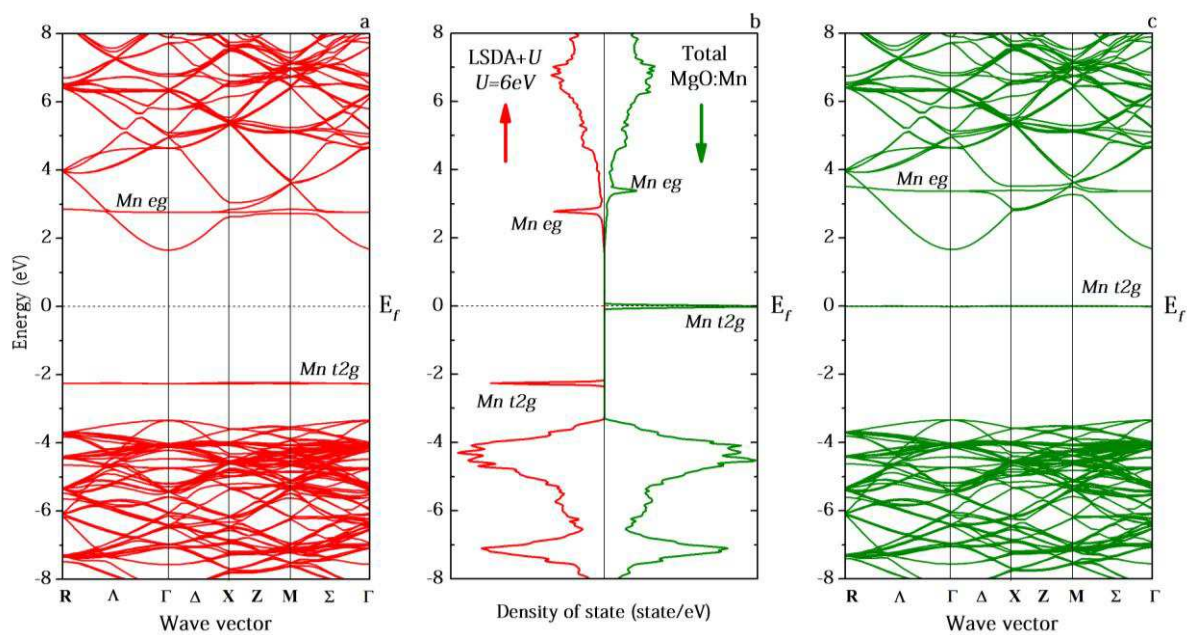 a
b
c
8
6
4
2
0
-2
-4
-6
-8
Energy (eV)
Mn eg
Mn t2g
E_f
R Λ Γ Δ X Z M Σ Γ
Wave vector
8
6
4
2
0
-2
-4
-6
-8
LSDA+U
U=6eV
Total
MgO:Mn
Mn eg
Mn eg
Mn t2g
Mn t2g
E_f
Density of state (state/eV)
8
6
4
2
0
-2
-4
-6
-8
Mn eg
Mn t2g
R Λ Γ Δ X Z M Σ Γ
Wave vector